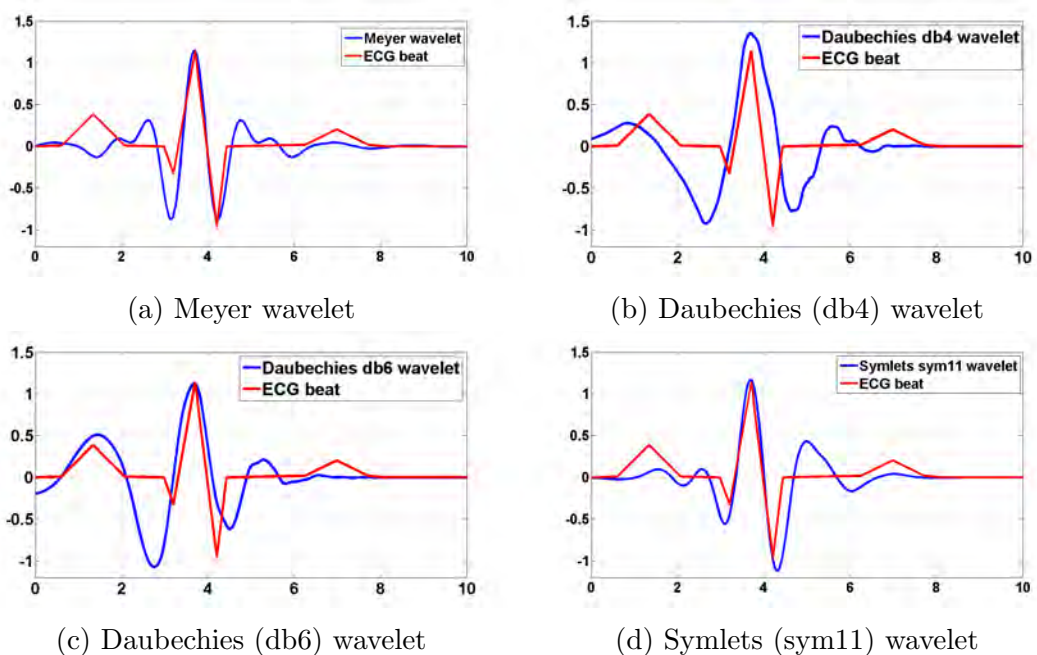 1.5
Meyer wavelet
ECG beat
1
0.5
0
-0.5
-1
0 2 4 6 8 10
(a) Meyer wavelet
1.5
Daubechies db4 wavelet
ECG beat
1
0.5
0
-0.5
-1
0 2 4 6 8 10
(b) Daubechies (db4) wavelet
1.5
Daubechies db6 wavelet
ECG beat
1
0.5
0
-0.5
-1
0 2 4 6 8 10
(c) Daubechies (db6) wavelet
1.5
Symlets sym11 wavelet
ECG beat
1
0.5
0
-0.5
-1
0 2 4 6 8 10
(d) Symlets (sym11) wavelet